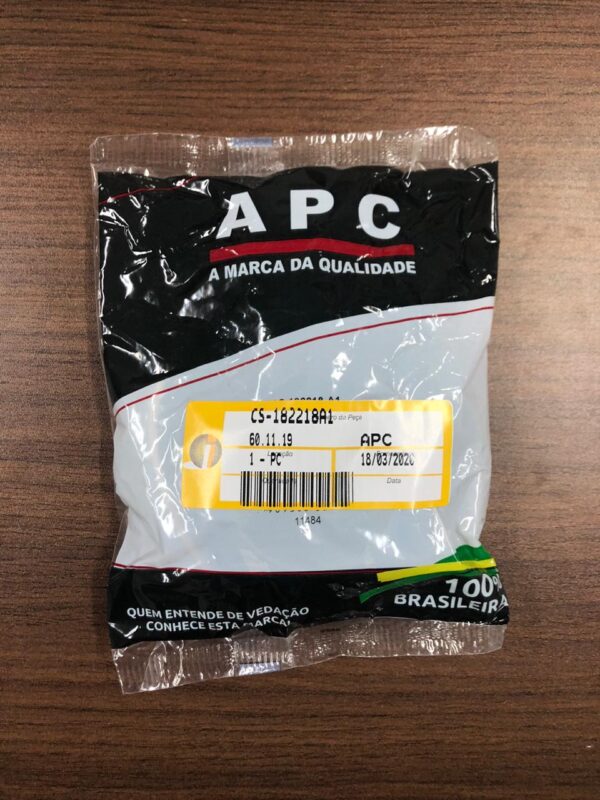 A P C
A MARCA DA QUALIDADE
CS-182218A1
60.11.19
APC
1 - PC
18/03/2020
Data
11484
100%
BRASILEIRA
QUEM ENTENDE DE VEDAÇÃO
CONHECE ESTA MARCA!